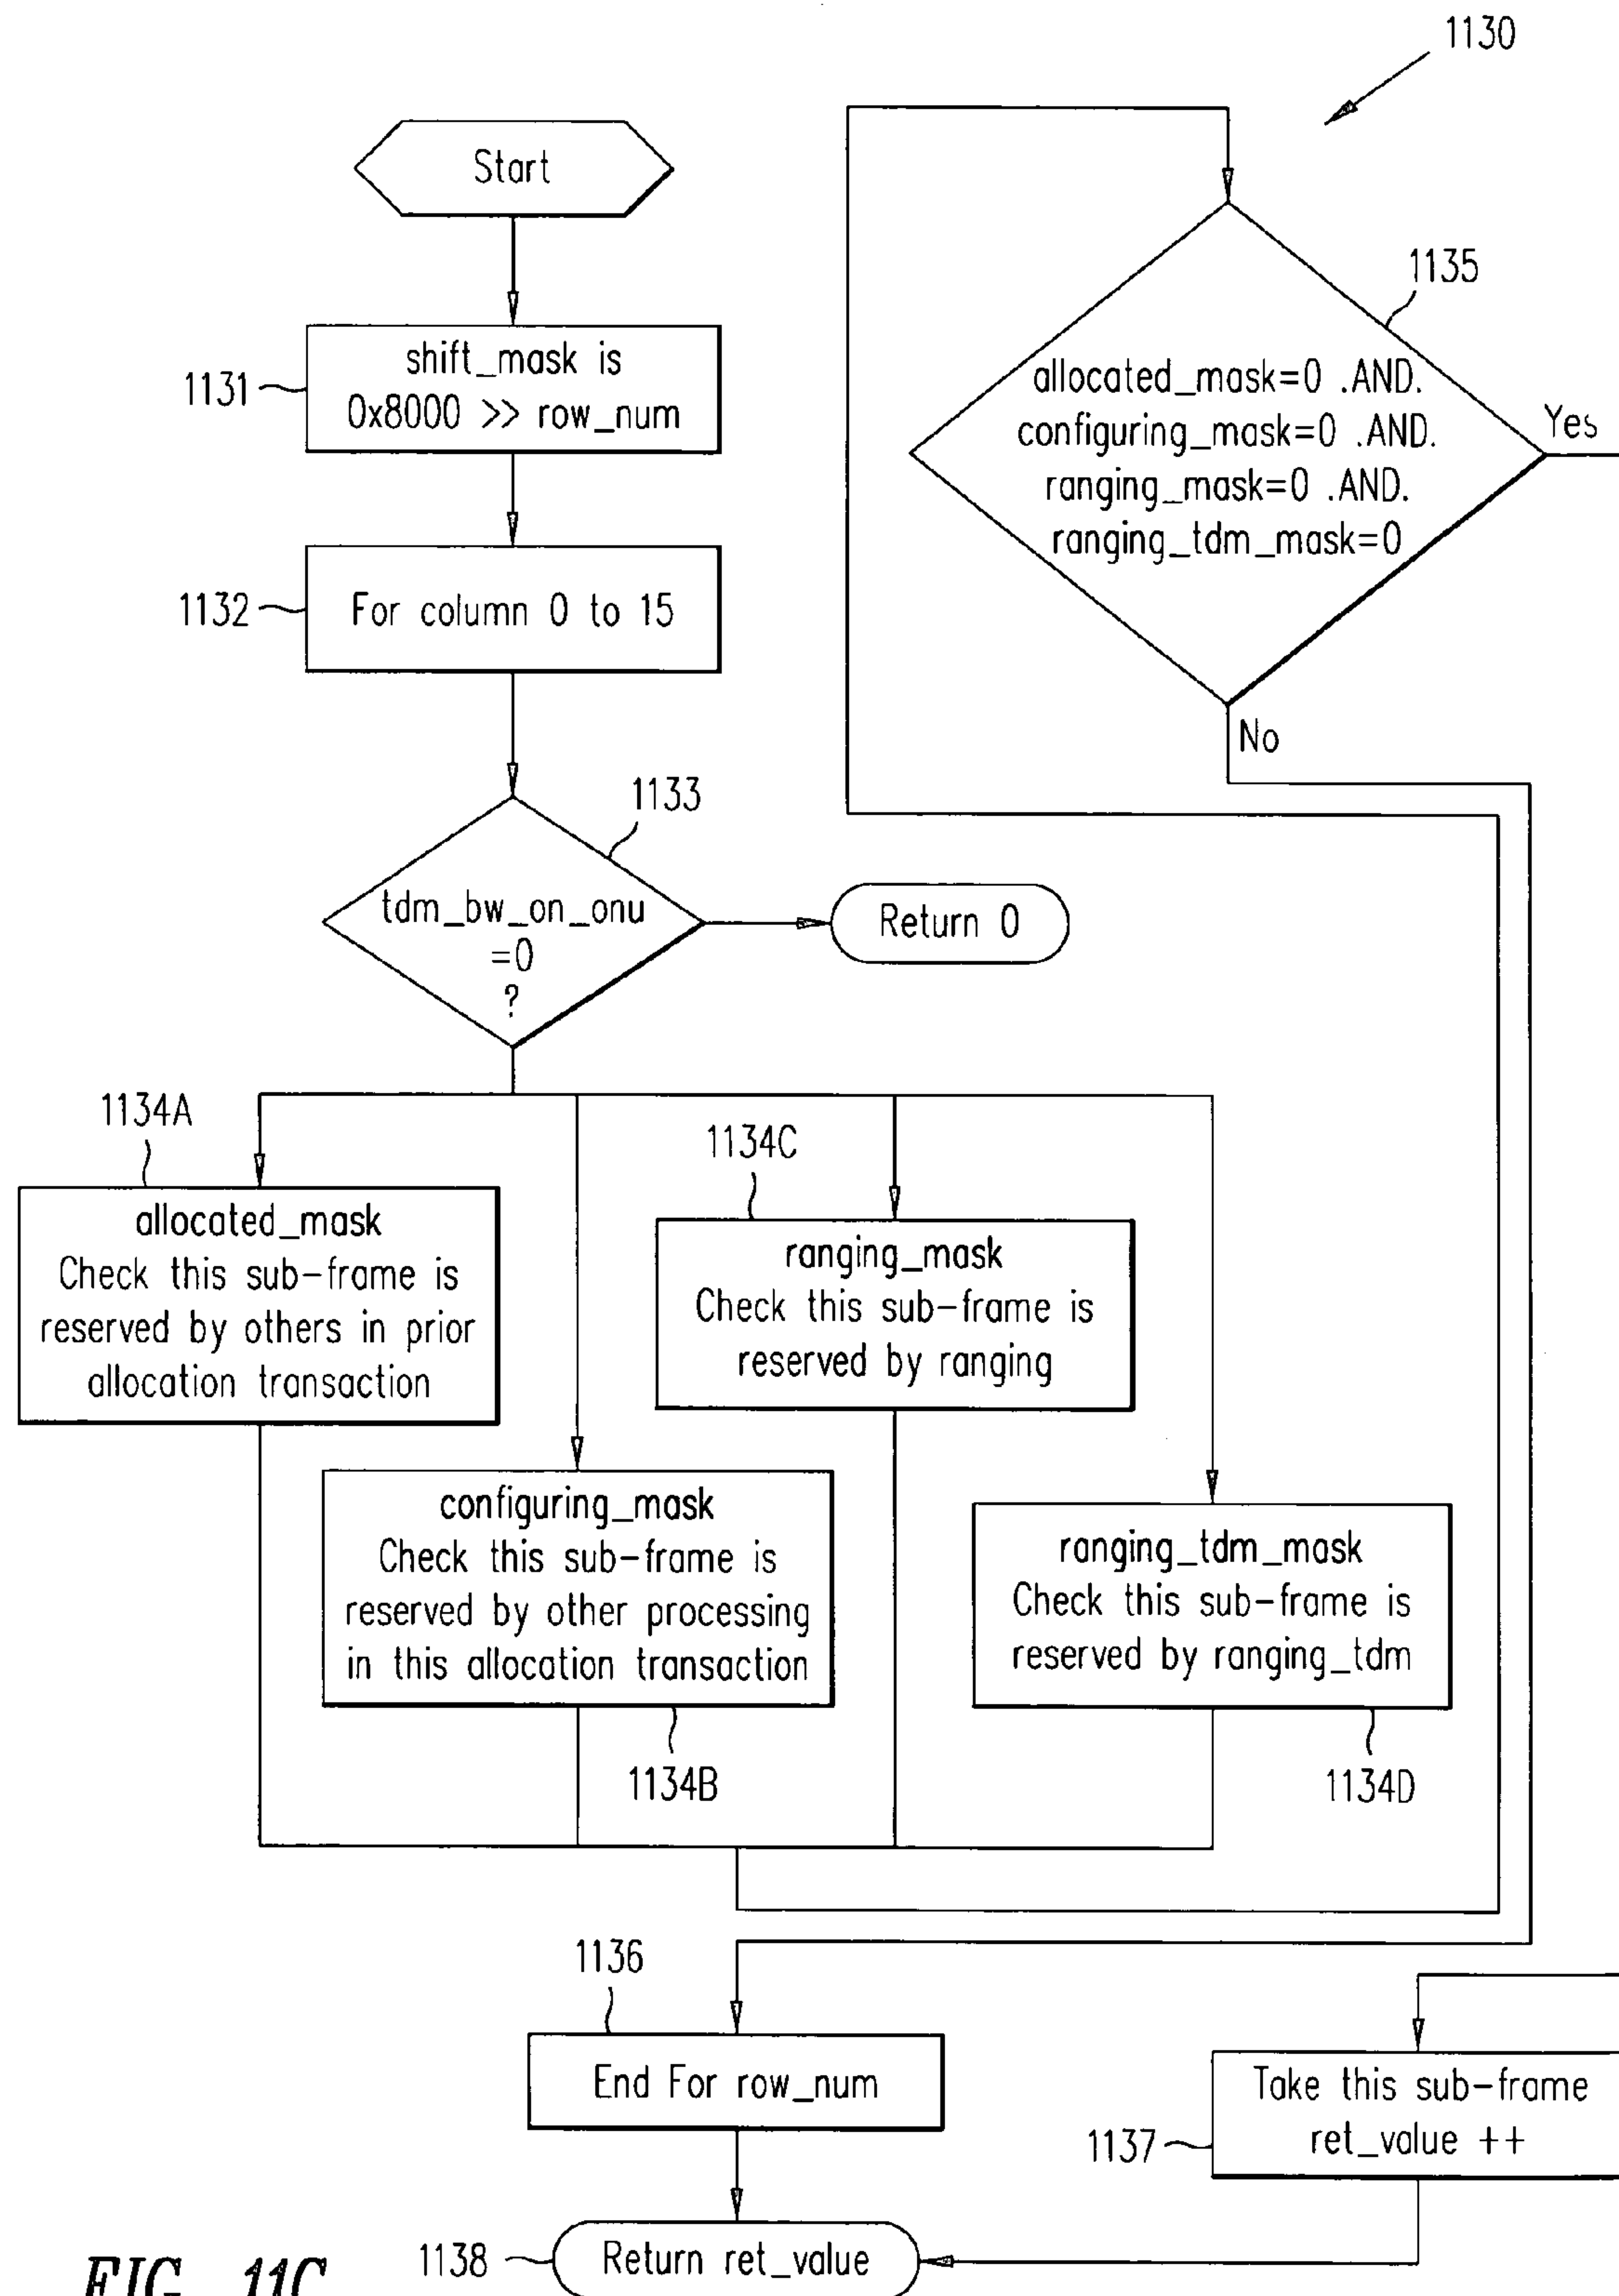 1130
Start
1131
shift_mask is
0x8000 >> row_num
1132
For column 0 to 15
1133
tdm_bw_on_onu
=0
?
Return 0
1135
allocated_mask=0 .AND.
configuring_mask=0 .AND.
ranging_mask=0 .AND.
ranging_tdm_mask=0
Yes
No
1134A
allocated_mask
Check this sub-frame is
reserved by others in prior
allocation transaction
1134C
ranging_mask
Check this sub-frame is
reserved by ranging
configuring_mask
Check this sub-frame is
reserved by other processing
in this allocation transaction
1134B
ranging_tdm_mask
Check this sub-frame is
reserved by ranging_tdm
1134D
1136
End For row_num
1137
Take this sub-frame
ret_value ++
1138
Return ret_value
FIG. 11C